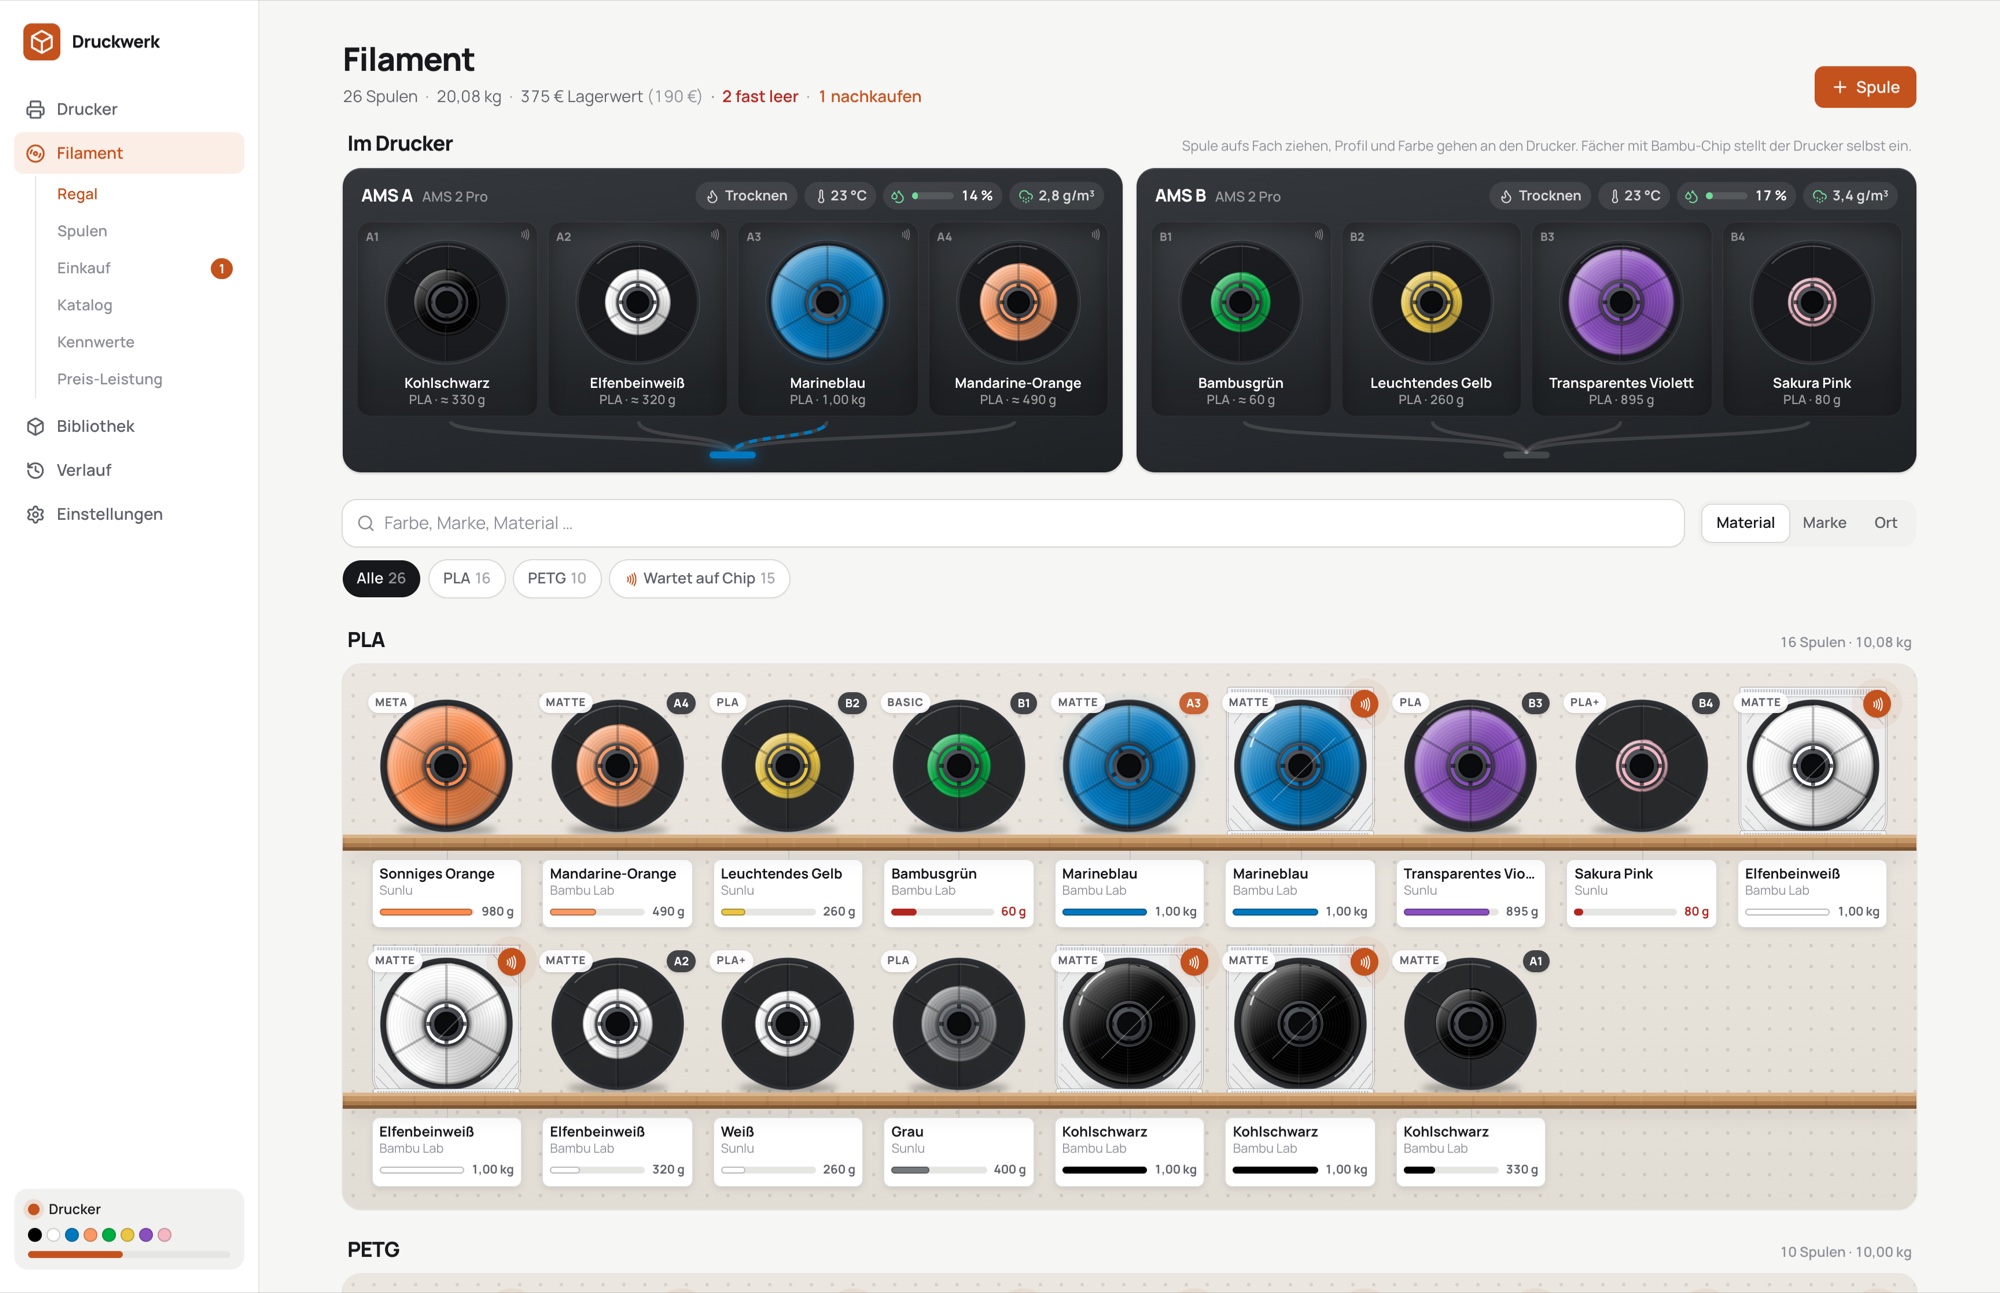 Druckwerk
Drucker
Filament
Regal
Spulen
Einkauf 1
Katalog
Kennwerte
Preis-Leistung
Bibliothek
Verlauf
Einstellungen
Drucker
Filament
26 Spulen · 20,08 kg · 375 € Lagerwert (190 €) · 2 fast leer · 1 nachkaufen
+ Spule
Im Drucker
Spule aufs Fach ziehen, Profil und Farbe gehen an den Drucker. Fächer mit Bambu-Chip stellt der Drucker selbst ein.
AMS A AMS 2 Pro
Trocknen 23 °C 14 % 2,8 g/m³
A1 A2 A3 A4
Kohlschwarz Elfenbeinweiß Marineblau Mandarine-Orange
PLA · ≈ 330 g PLA · ≈ 320 g PLA · 1,00 kg PLA · ≈ 490 g
AMS B AMS 2 Pro
Trocknen 23 °C 17 % 3,4 g/m³
B1 B2 B3 B4
Bambusgrün Leuchtendes Gelb Transparentes Violett Sakura Pink
PLA · ≈ 60 g PLA · 260 g PLA · 895 g PLA · 80 g
Farbe, Marke, Material ...
Material Marke Ort
Alle 26 PLA 16 PETG 10 Wartet auf Chip 15
PLA
16 Spulen · 10,08 kg
META MATTE A4 PLA B2 BASIC B1 MATTE A3 MATTE PLA B3 PLA+ B4 MATTE
Sonniges Orange Mandarine-Orange Leuchtendes Gelb Bambusgrün Marineblau Marineblau Transparentes Vio... Sakura Pink Elfenbeinweiß
Sunlu Bambu Lab Sunlu Bambu Lab Bambu Lab Bambu Lab Sunlu Sunlu Bambu Lab
980 g 490 g 260 g 60 g 1,00 kg 1,00 kg 895 g 80 g 1,00 kg
MATTE MATTE A2 PLA+ PLA MATTE MATTE MATTE A1
Elfenbeinweiß Elfenbeinweiß Weiß Grau Kohlschwarz Kohlschwarz Kohlschwarz
Bambu Lab Bambu Lab Sunlu Sunlu Bambu Lab Bambu Lab Bambu Lab
1,00 kg 320 g 260 g 400 g 1,00 kg 1,00 kg 330 g
PETG
10 Spulen · 10,00 kg